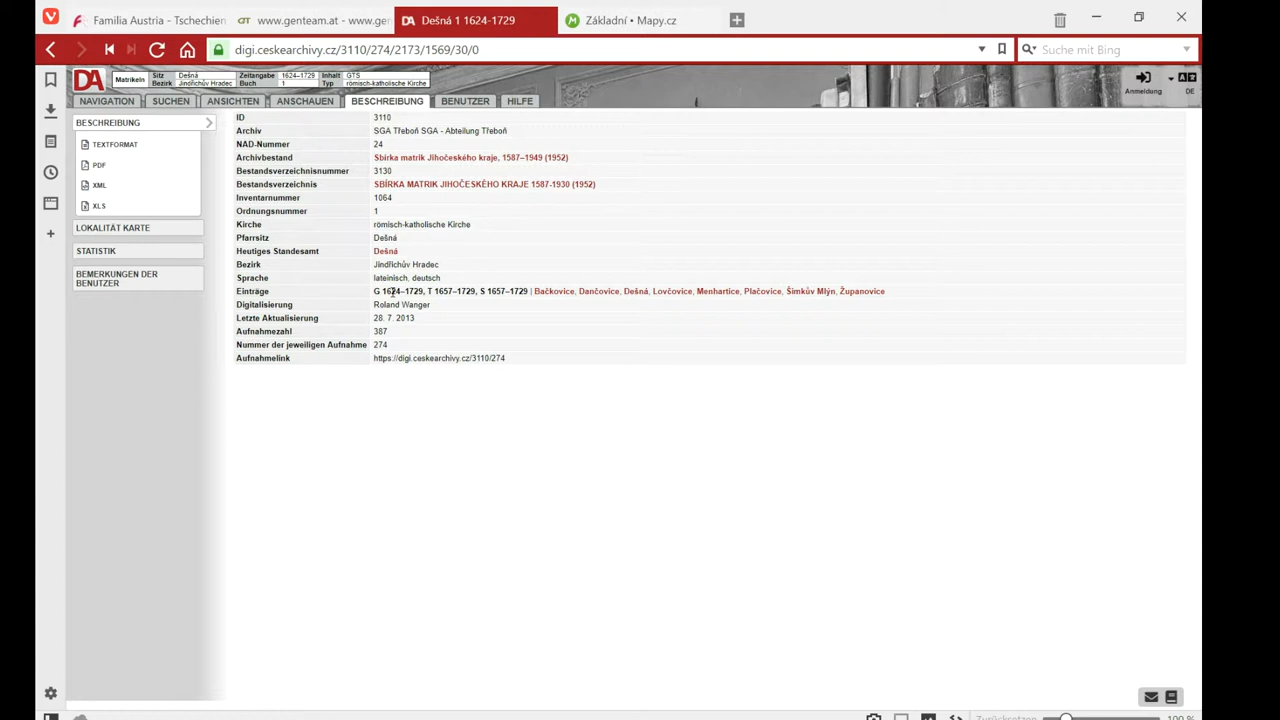 Familia Austria - Tschechien
GT www.genteam.at - www.gen
DA Dešná 1 1624-1729
Základní • Mapy.cz
digi.ceskearchivy.cz/3110/274/2173/1569/30/0
Suche mit Bing
DA Matrikeln Sitz Dešná Zeitangabe 1624–1729 Inhalt GTS
Bezirk Jindřichův Hradec Buch 1 Typ römisch-katholische Kirche
Anmeldung DE
NAVIGATION SUCHEN ANSICHTEN ANSCHAUEN BESCHREIBUNG BENUTZER HILFE
BESCHREIBUNG
TEXTFORMAT
PDF
XML
XLS
LOKALITÄT KARTE
STATISTIK
BEMERKUNGEN DER
BENUTZER
ID 3110
Archiv SGA Třeboň SGA - Abteilung Třeboň
NAD-Nummer 24
Archivbestand Sbírka matrik Jihočeského kraje, 1587–1949 (1952)
Bestandsverzeichnisnummer 3130
Bestandsverzeichnis SBÍRKA MATRIK JIHOČESKÉHO KRAJE 1587-1930 (1952)
Inventarnummer 1064
Ordnungsnummer 1
Kirche römisch-katholische Kirche
Pfarrsitz Dešná
Heutiges Standesamt Dešná
Bezirk Jindřichův Hradec
Sprache lateinisch, deutsch
Einträge G 1624–1729, T 1657–1729, S 1657–1729 | Bačkovice, Dančovice, Dešná, Lovčovice, Menhartice, Plačovice, Šimkův Mlýn, Županovice
Digitalisierung Roland Wanger
Letzte Aktualisierung 28. 7. 2013
Aufnahmezahl 387
Nummer der jeweiligen Aufnahme 274
Aufnahmelink https://digi.ceskearchivy.cz/3110/274
Zurücksetzen 100 %